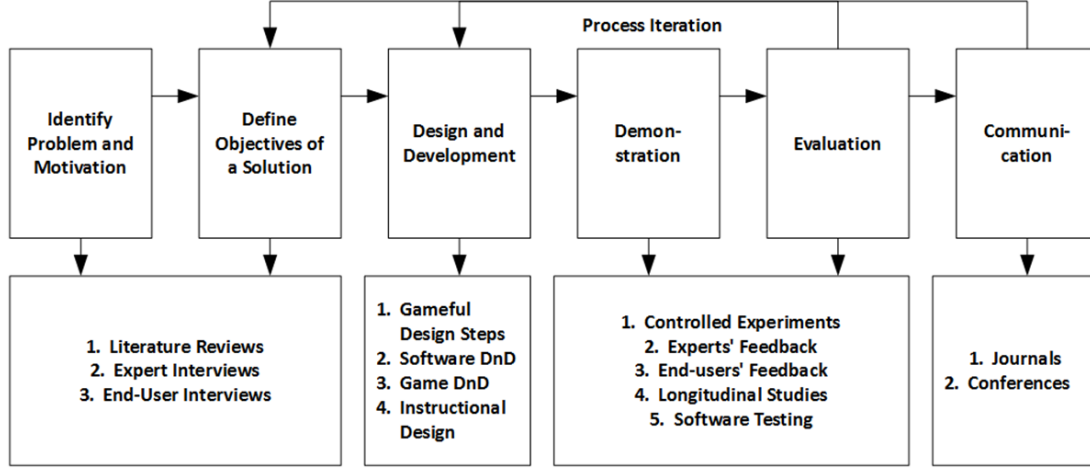 Process Iteration
Identify
Problem and
Motivation
Define
Objectives of
a Solution
Design and
Development
Demon-
stration
Evaluation
Communi-
cation
1. Literature Reviews
2. Expert Interviews
3. End-User Interviews
1. Gameful
Design Steps
2. Software DnD
3. Game DnD
4. Instructional
Design
1. Controlled Experiments
2. Experts' Feedback
3. End-users' Feedback
4. Longitudinal Studies
5. Software Testing
1. Journals
2. Conferences